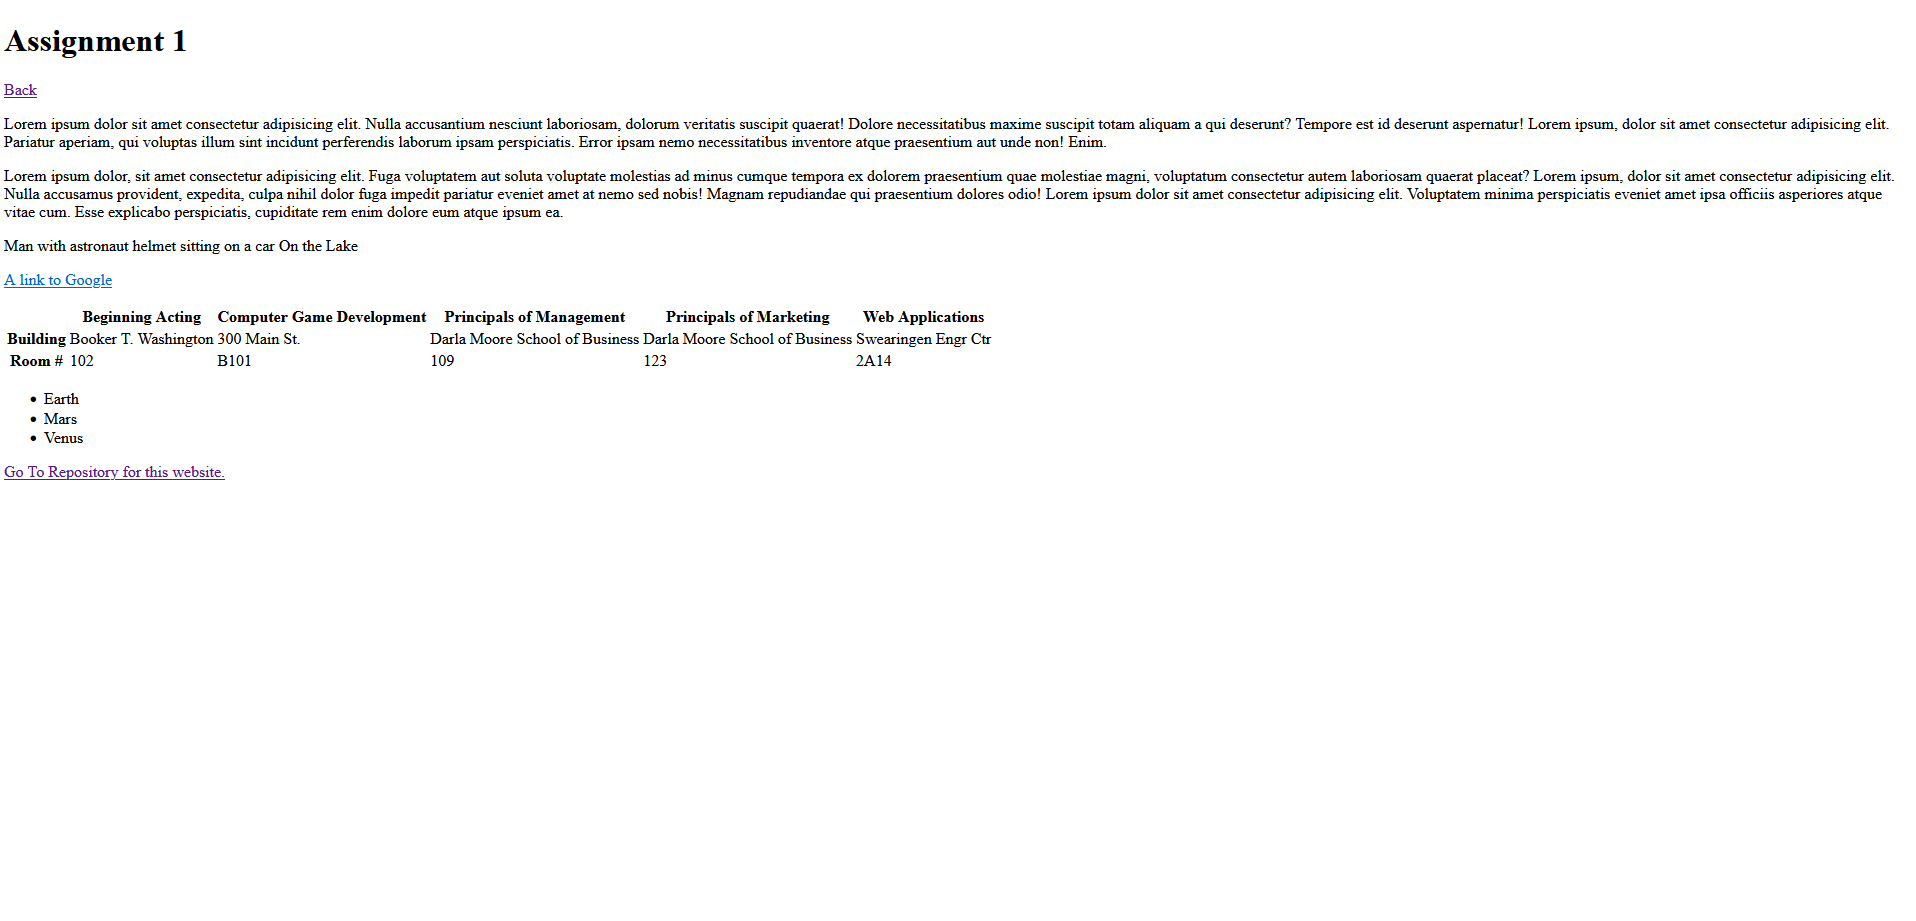 Assignment 1
Back
Lorem ipsum dolor sit amet consectetur adipisicing elit. Nulla accusantium nesciunt laboriosam, dolorum veritatis suscipit quaerat! Dolore necessitatibus maxime suscipit totam aliquam a qui deserunt? Tempore est id deserunt aspernatur! Lorem ipsum, dolor sit amet consectetur adipisicing elit.
Pariatur aperiam, qui voluptas illum sint incidunt perferendis laborum ipsam perspiciatis. Error ipsam nemo necessitatibus inventore atque praesentium aut unde non! Enim.
Lorem ipsum dolor, sit amet consectetur adipisicing elit. Fuga voluptatem aut soluta voluptate molestias ad minus cumque tempora ex dolorem praesentium quae molestiae magni, voluptatum consectetur autem laboriosam quaerat placeat? Lorem ipsum, dolor sit amet consectetur adipisicing elit.
Nulla accusamus provident, expedita, culpa nihil dolor fuga impedit pariatur eveniet amet at nemo sed nobis! Magnam repudiandae qui praesentium dolores odio! Lorem ipsum dolor sit amet consectetur adipisicing elit. Voluptatem minima perspiciatis eveniet amet ipsa officiis asperiores atque
vitae cum. Esse explicabo perspiciatis, cupiditate rem enim dolore eum atque ipsum ea.
Man with astronaut helmet sitting on a car On the Lake
A link to Google
Beginning Acting Computer Game Development Principals of Management Principals of Marketing Web Applications
Building Booker T. Washington 300 Main St. Darla Moore School of Business Darla Moore School of Business Swearingen Engr Ctr
Room # 102 B101 109 123 2A14
• Earth
• Mars
• Venus
Go To Repository for this website.